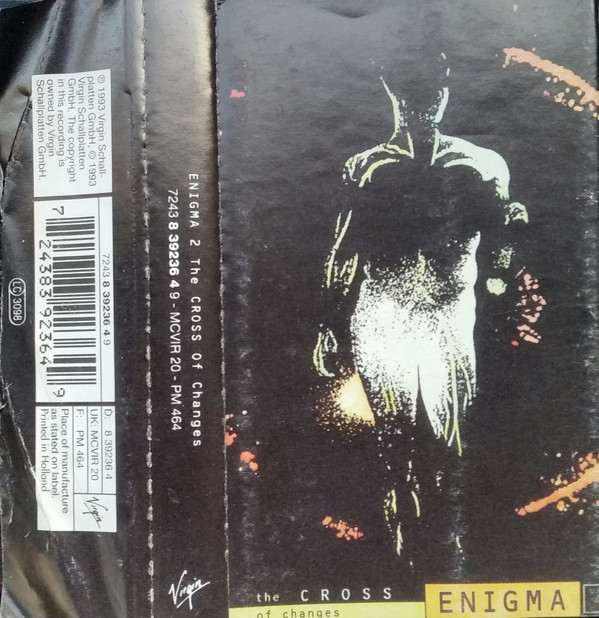 ℗ 1993 Virgin Schall-
platten GmbH, © 1993
Virgin Schallplatten
GmbH. The copyright
in this recording is
owned by Virgin
Schallplatten GmbH.
7243 8 39236 4 9
7 24383 92364 9
D: 8 39236 4
UK: MCVIR 20
F: PM 464
Virgin
Place of manufacture
as stated on label.
Printed in Holland
LC 3098
ENIGMA 2 The CROSS Of Changes
7243 8 39236 4 9 - MCVIR 20 - PM 464
Virgin
the CROSS
of changes
ENIGMA